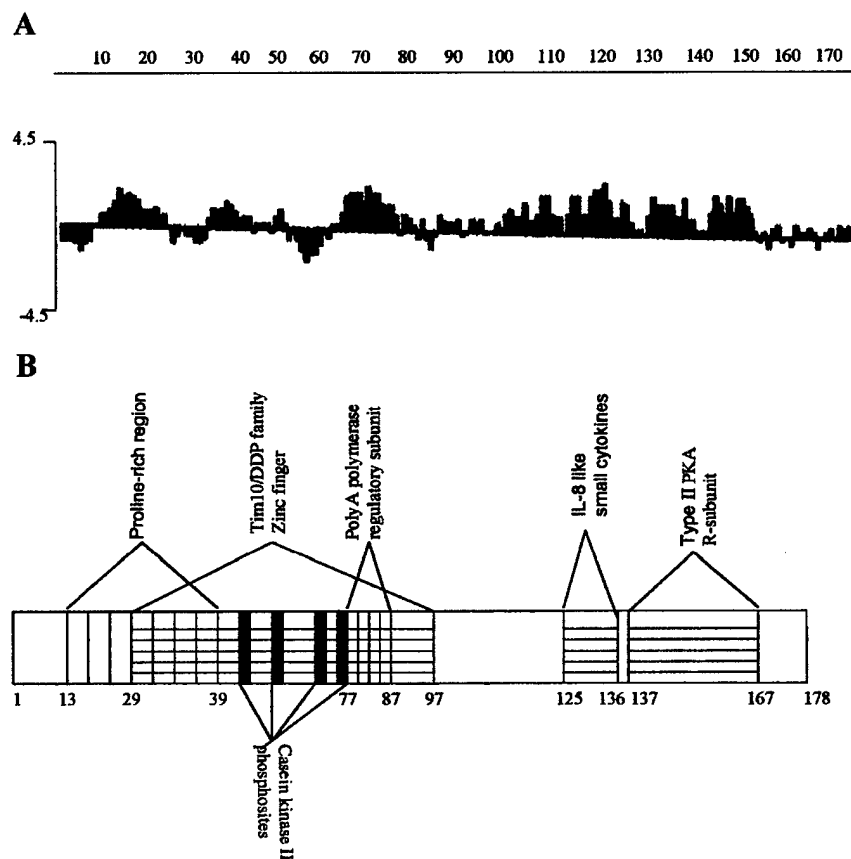 A
10 20 30 40 50 60 70 80 90 100 110 120 130 140 150 160 170
4.5
-4.5
B
Proline-rich region
Tim10/DDP family
Zinc finger
Poly A polymerase
regulatory subunit
IL-8 like
small cytokines
Type II PKA
R-subunit
1 13 29 39 77 87 97 125 136 137 167 178
Casein kinase II
phosphosites